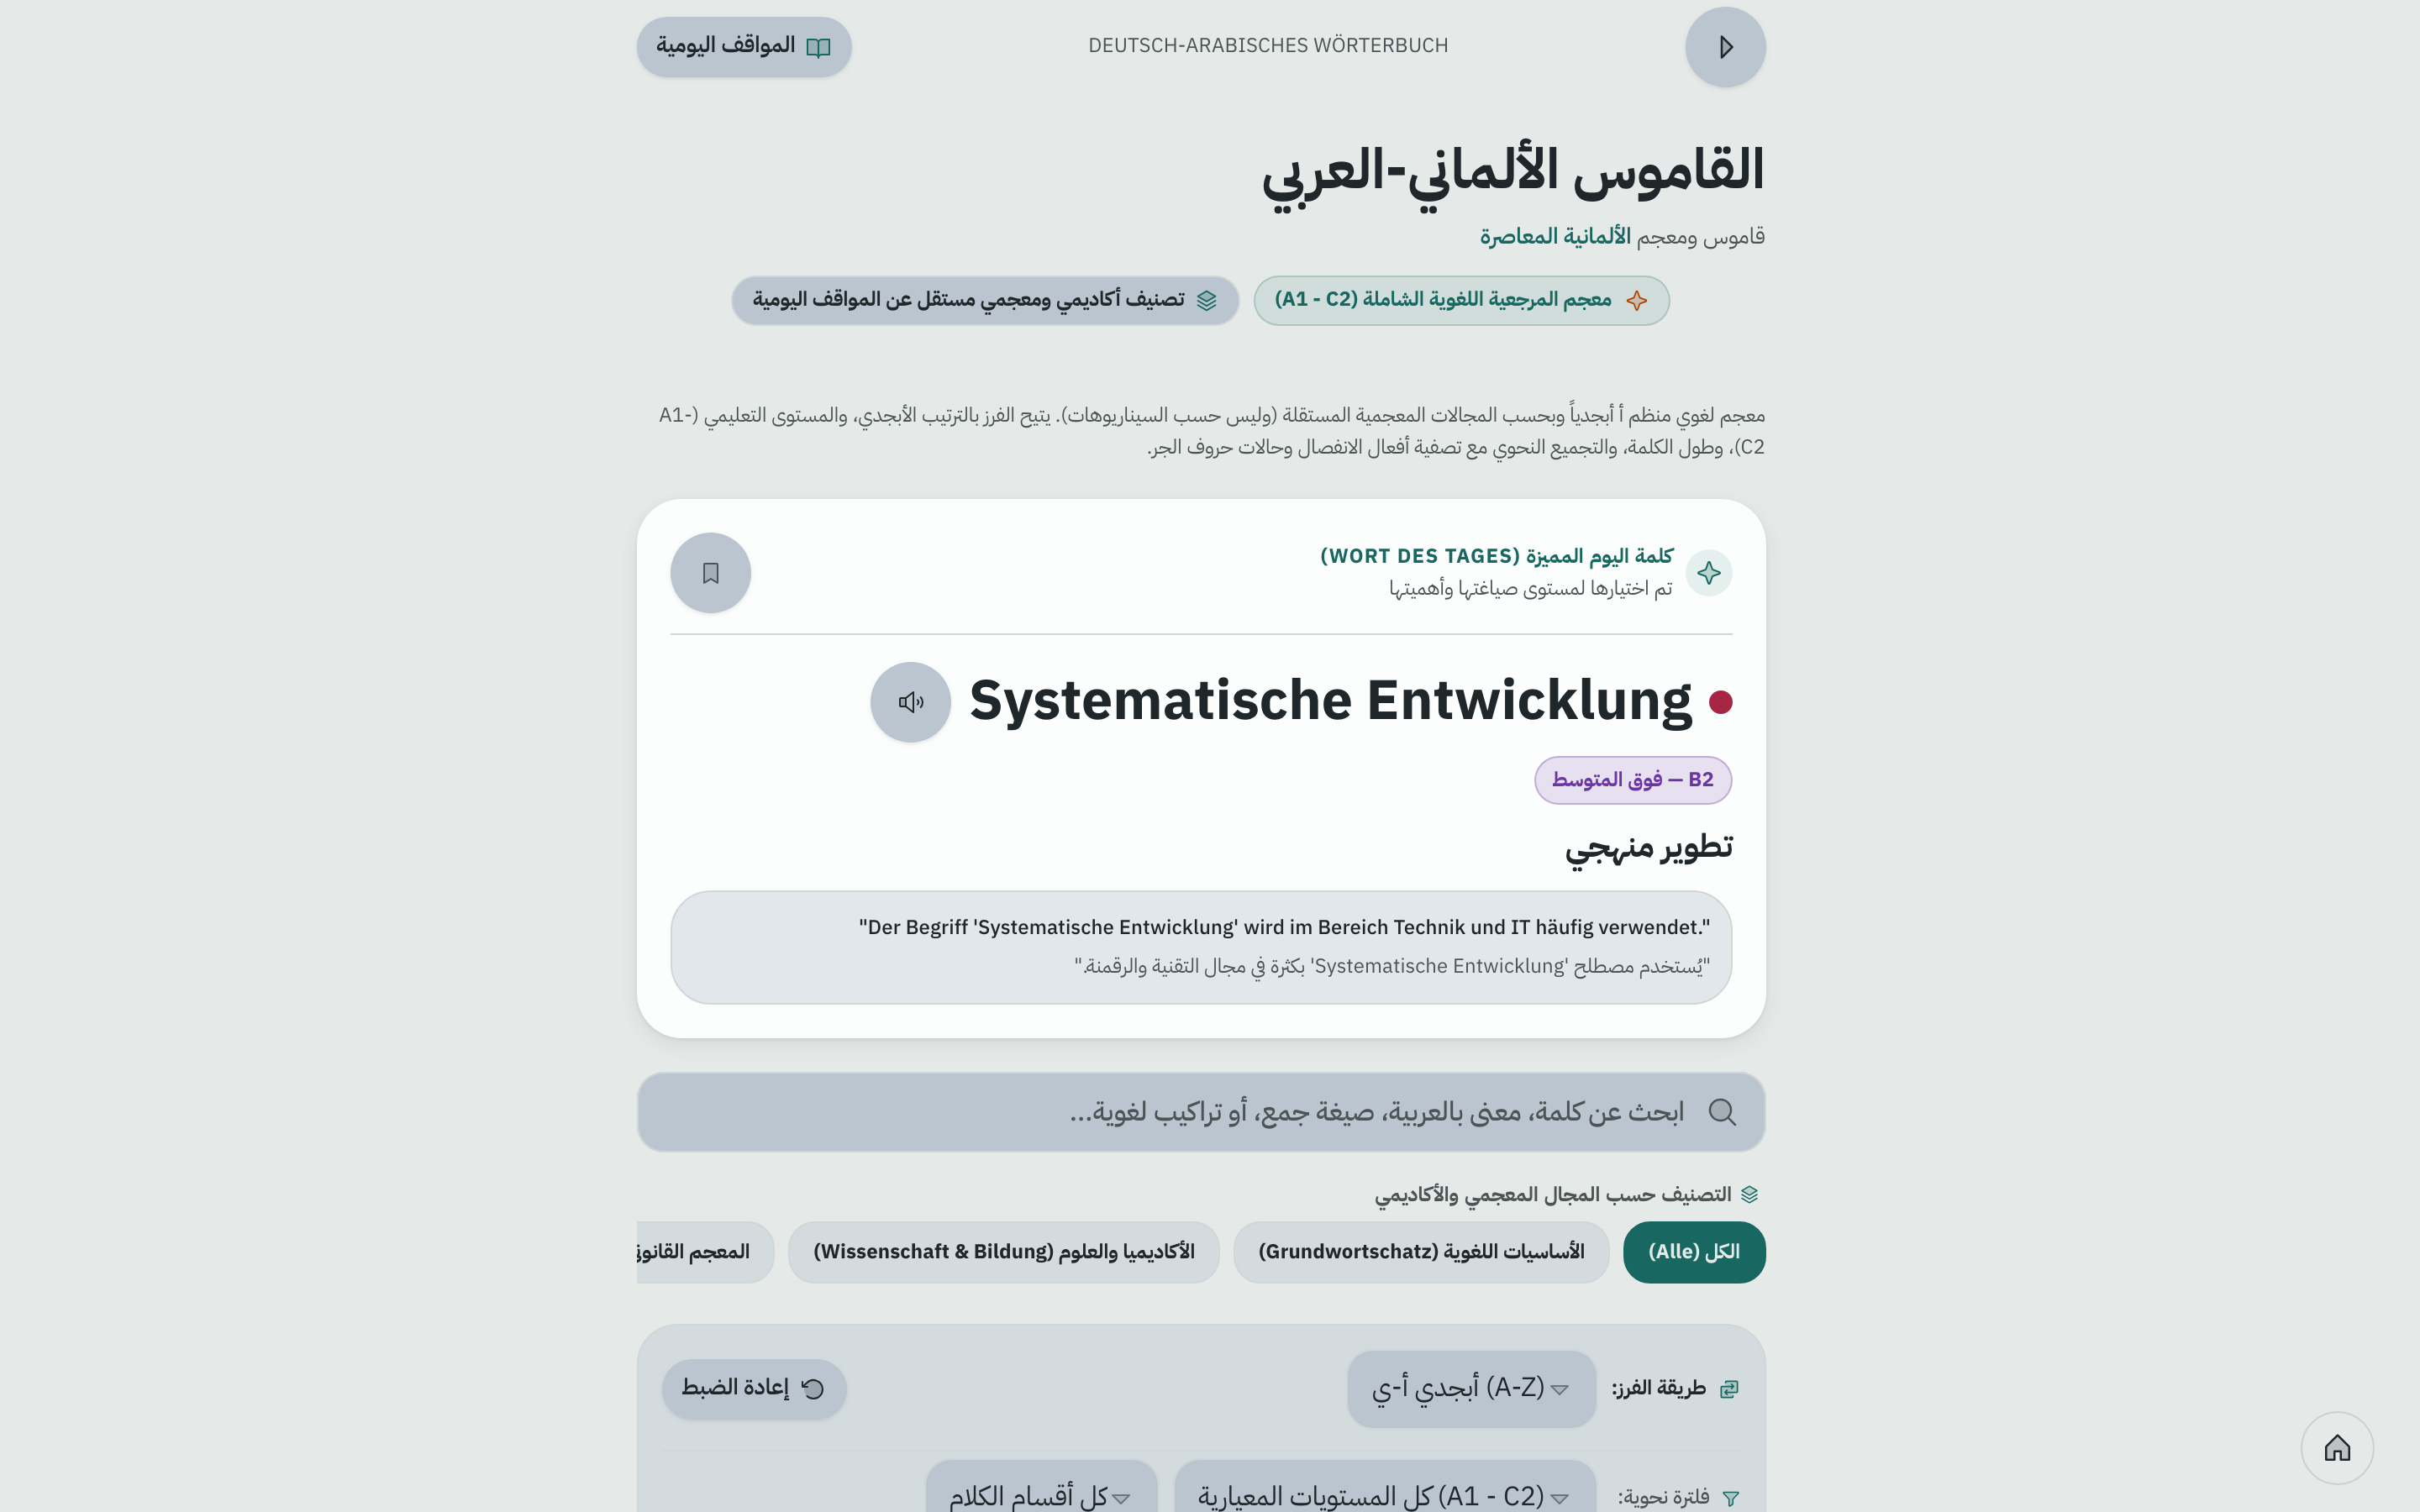 المواقف اليومية
DEUTSCH-ARABISCHES WÖRTERBUCH
القاموس الألماني-العربي
قاموس ومعجم الألمانية المعاصرة
معجم المرجعية اللغوية الشاملة (A1 - C2)
تصنيف أكاديمي ومعجمي مستقل عن المواقف اليومية
معجم لغوي منظم أ أبجدياً وبحسب المجالات المعجمية المستقلة (وليس حسب السيناريوهات). يتيح الفرز بالترتيب الأبجدي، والمستوى التعليمي (A1-
C2)، وطول الكلمة، والتجميع النحوي مع تصفية أفعال الانفصال وحالات حروف الجر.
كلمة اليوم المميزة (WORT DES TAGES)
تم اختيارها لمستوى صياغتها وأهميتها
Systematische Entwicklung
B2 — فوق المتوسط
تطوير منهجي
"Der Begriff 'Systematische Entwicklung' wird im Bereich Technik und IT häufig verwendet."
"يُستخدم مصطلح 'Systematische Entwicklung' بكثرة في مجال التقنية والرقمنة."
ابحث عن كلمة، معنى بالعربية، صيغة جمع، أو تراكيب لغوية...
التصنيف حسب المجال المعجمي والأكاديمي
الكل (Alle)
الأساسيات اللغوية (Grundwortschatz)
الأكاديميا والعلوم (Wissenschaft & Bildung)
المعجم
طريقة الفرز:
أبجدي أ-ي (A-Z)
إعادة الضبط
فلترة نحوية:
كل المستويات المعيارية (A1 - C2)
كل أقسام الكلام